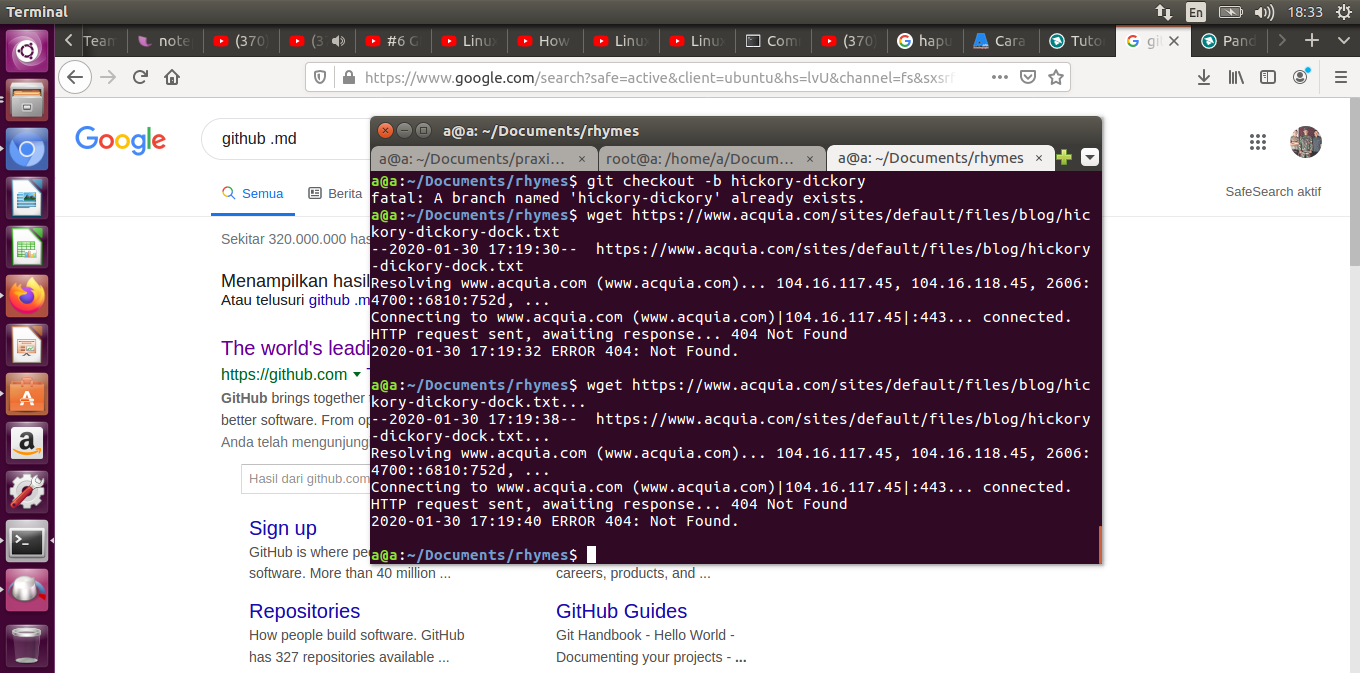 Terminal
En
18:33
Team
note
(370)
(3
#6 G
Linux
How
Linu
Linu
Com
(370)
hapu
Cara
Tuto
gi
Pand
https://www.google.com/search?safe=active&client=ubuntu&hs=lvU&channel=fs&sxsrf
Google
github .md
SafeSearch aktif
Semua
Berita
Sekitar 320.000.000 has
Menampilkan hasil
Atau telusuri github .m
The world's leadi
https://github.com
GitHub brings together
better software. From op
Anda telah mengunjung
Hasil dari github.com
Sign up
GitHub is where peo
software. More than 40 million ...
careers, products, and ...
Repositories
How people build software. GitHub
has 327 repositories available ...
GitHub Guides
Git Handbook - Hello World -
Documenting your projects - ...
a@a: ~/Documents/rhymes
a@a: ~/Documents/praxi...
root@a: /home/a/Docum...
a@a: ~/Documents/rhymes
a@a:~/Documents/rhymes$ git checkout -b hickory-dickory
fatal: A branch named 'hickory-dickory' already exists.
a@a:~/Documents/rhymes$ wget https://www.acquia.com/sites/default/files/blog/hic
kory-dickory-dock.txt
--2020-01-30 17:19:30--  https://www.acquia.com/sites/default/files/blog/hickory
-dickory-dock.txt
Resolving www.acquia.com (www.acquia.com)... 104.16.117.45, 104.16.118.45, 2606:
4700::6810:752d, ...
Connecting to www.acquia.com (www.acquia.com)|104.16.117.45|:443... connected.
HTTP request sent, awaiting response... 404 Not Found
2020-01-30 17:19:32 ERROR 404: Not Found.
a@a:~/Documents/rhymes$ wget https://www.acquia.com/sites/default/files/blog/hic
kory-dickory-dock.txt...
--2020-01-30 17:19:38--  https://www.acquia.com/sites/default/files/blog/hickory
-dickory-dock.txt...
Resolving www.acquia.com (www.acquia.com)... 104.16.117.45, 104.16.118.45, 2606:
4700::6810:752d, ...
Connecting to www.acquia.com (www.acquia.com)|104.16.117.45|:443... connected.
HTTP request sent, awaiting response... 404 Not Found
2020-01-30 17:19:40 ERROR 404: Not Found.
a@a:~/Documents/rhymes$